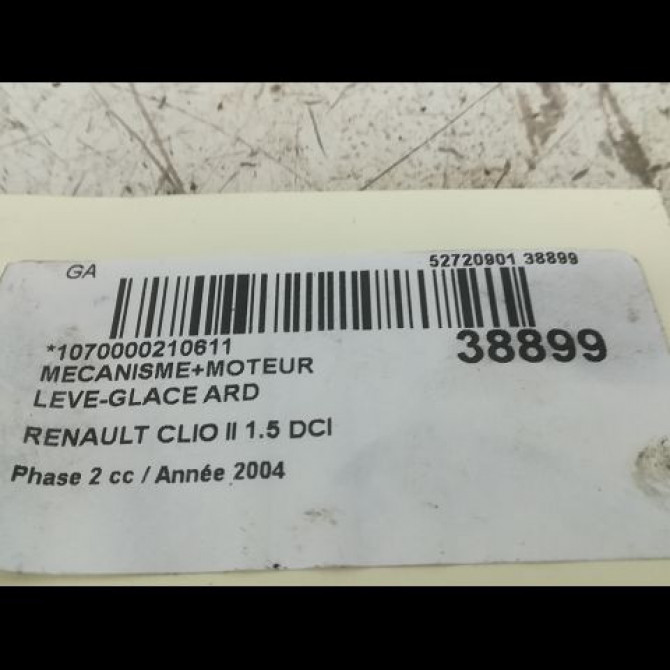 GA
52720901 38899
*1070000210611
38899
MECANISME+MOTEUR
LEVE-GLACE ARD
RENAULT CLIO II 1.5 DCI
Phase 2 cc / Année 2004